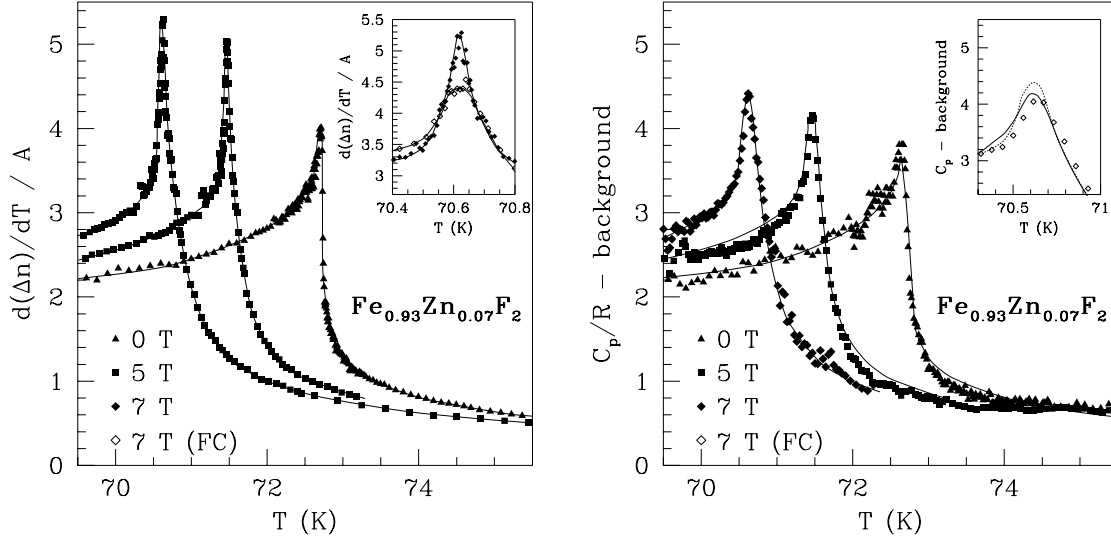 d(Δn)/dT / A
5
4
3
2
1
0
70
72
74
T (K)
Fe0.93Zn0.07F2
▲ 0 T
■ 5 T
◆ 7 T
◇ 7 T (FC)
d(Δn)/dT / A
5.5
5
4.5
4
3.5
3
70.4
70.6
70.8
T (K)
Cp/R − background
5
4
3
2
1
0
70
72
74
T (K)
Fe0.93Zn0.07F2
▲ 0 T
■ 5 T
◆ 7 T
◇ 7 T (FC)
Cp − background
5
4
3
70.5
71
T (K)